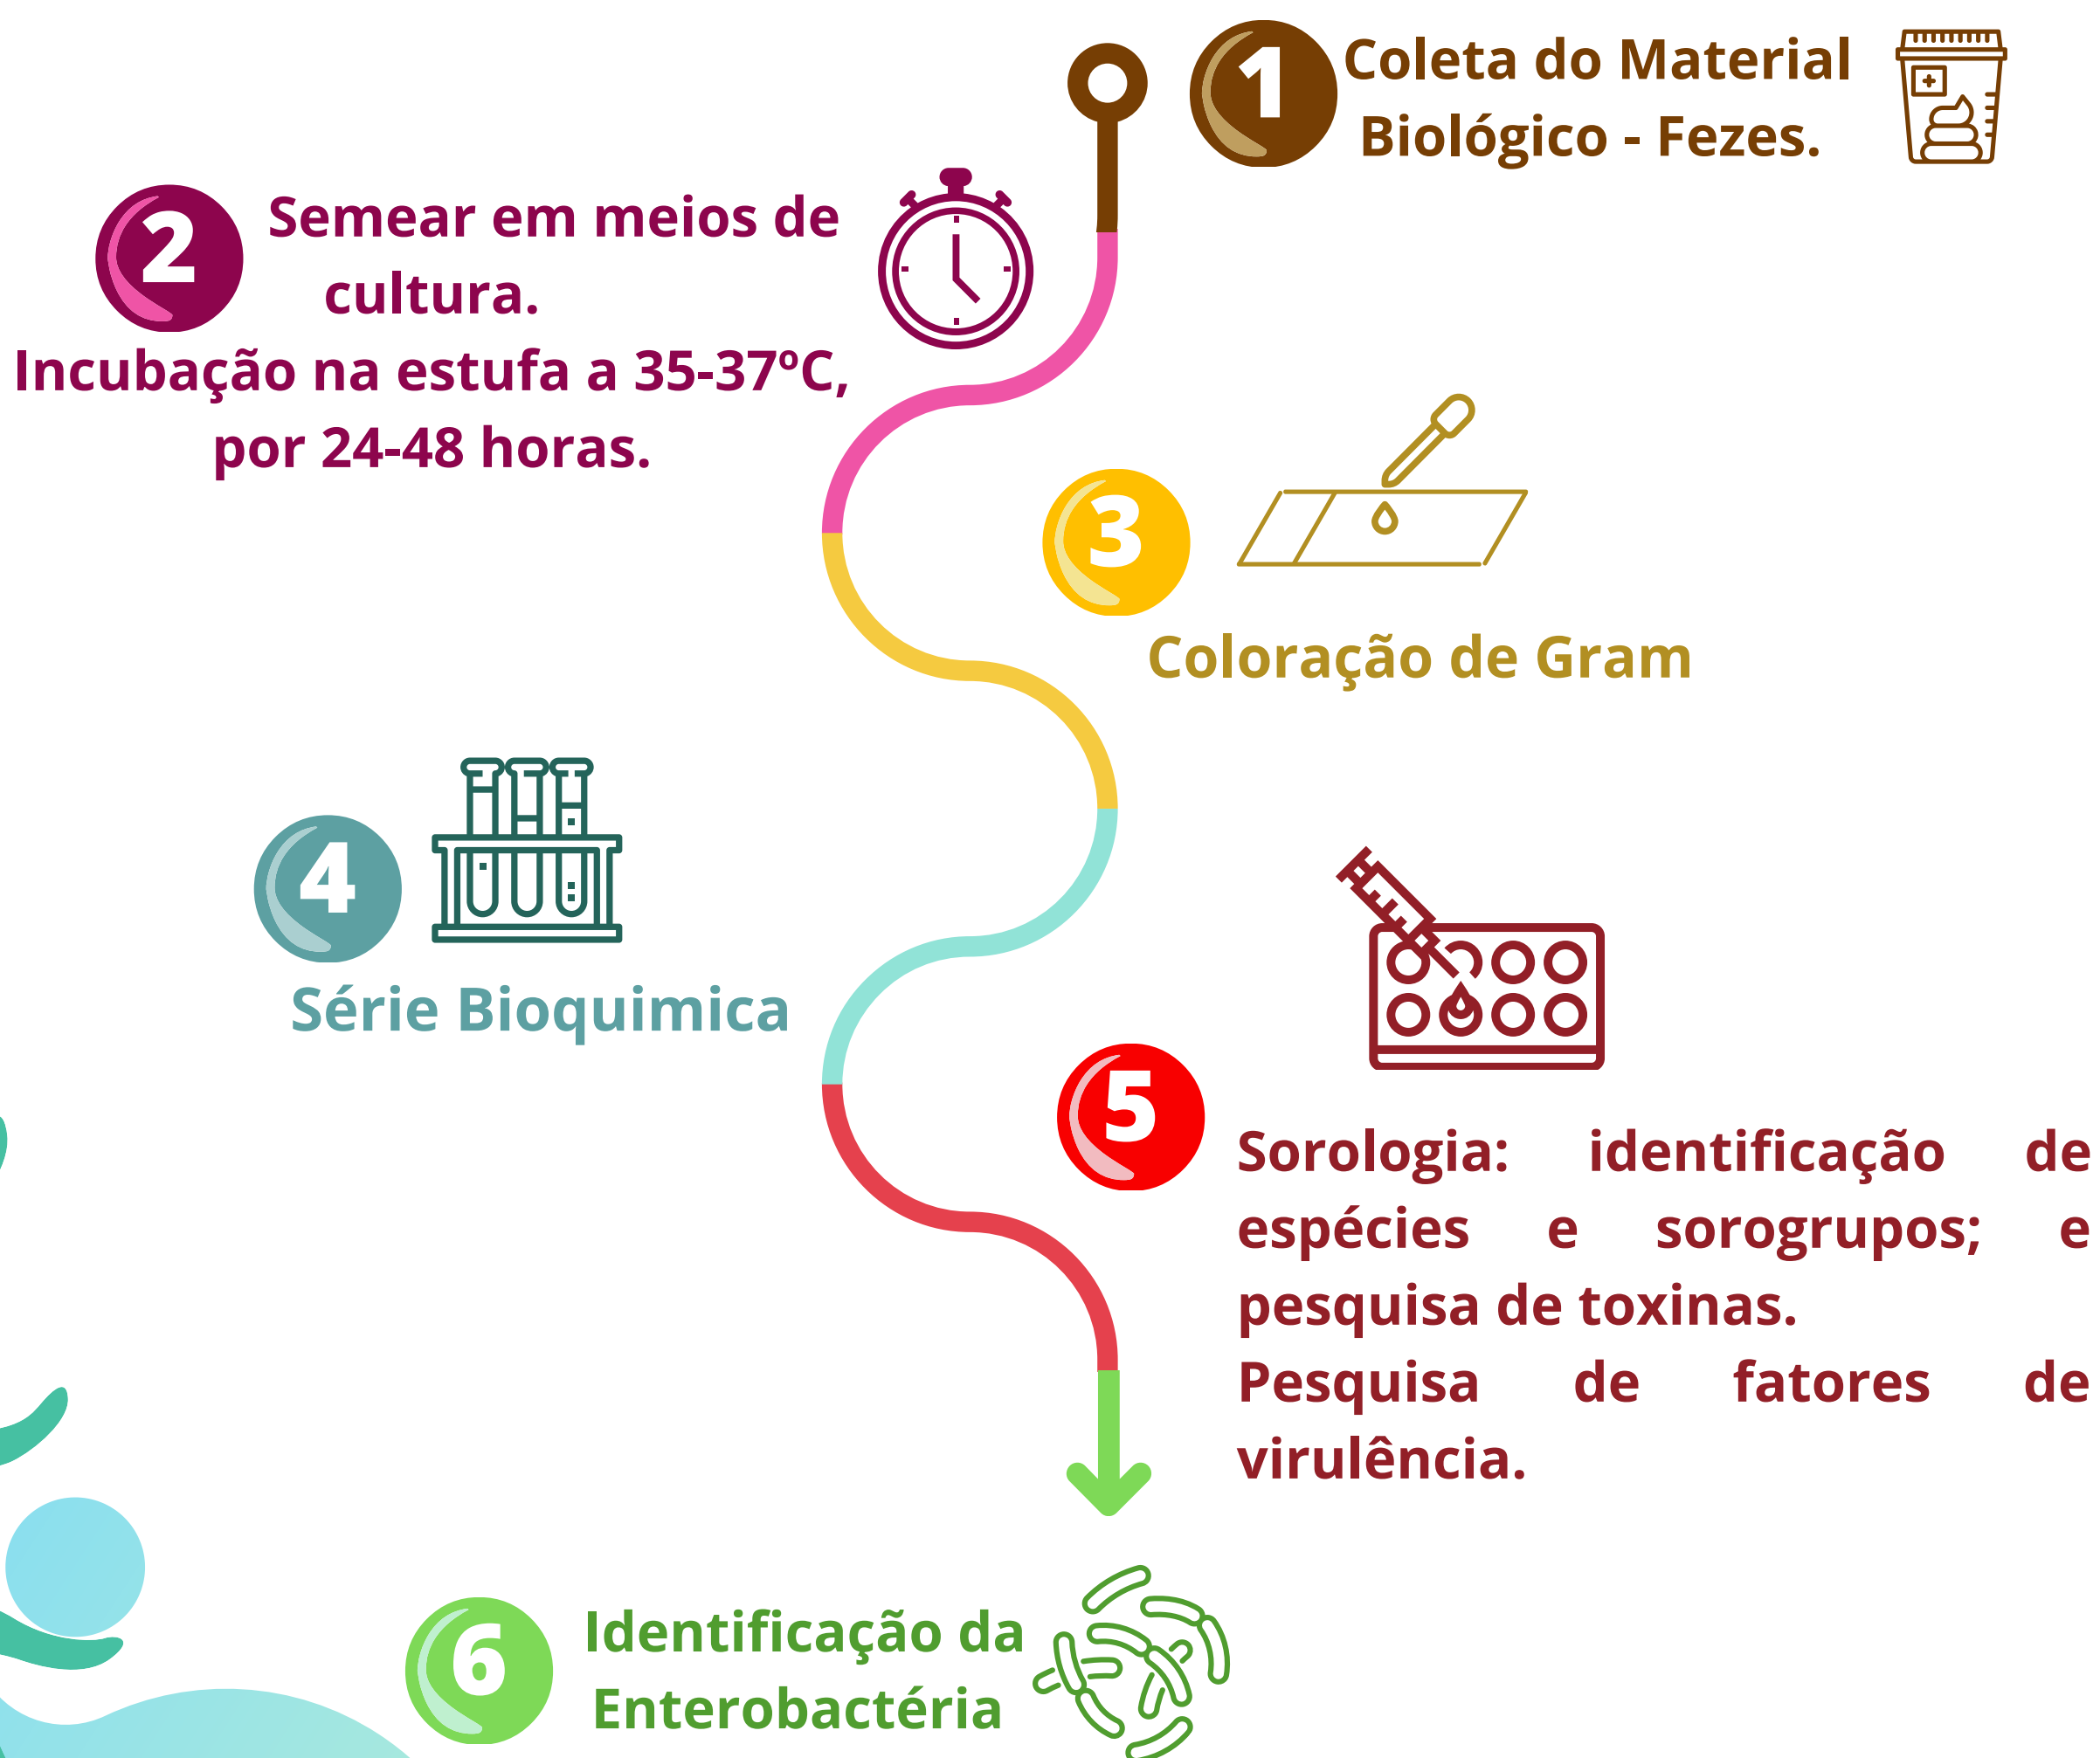 1
Coleta do Material
Biológico - Fezes.
2
Semear em meios de
cultura.
Incubação na estufa a 35-37ºC,
por 24-48 horas.
3
Coloração de Gram
4
Série Bioquimica
5
Sorologia: identificação de
espécies e sorogrupos; e
pesquisa de toxinas.
Pesquisa de fatores de
virulência.
6
Identificação da
Enterobactéria